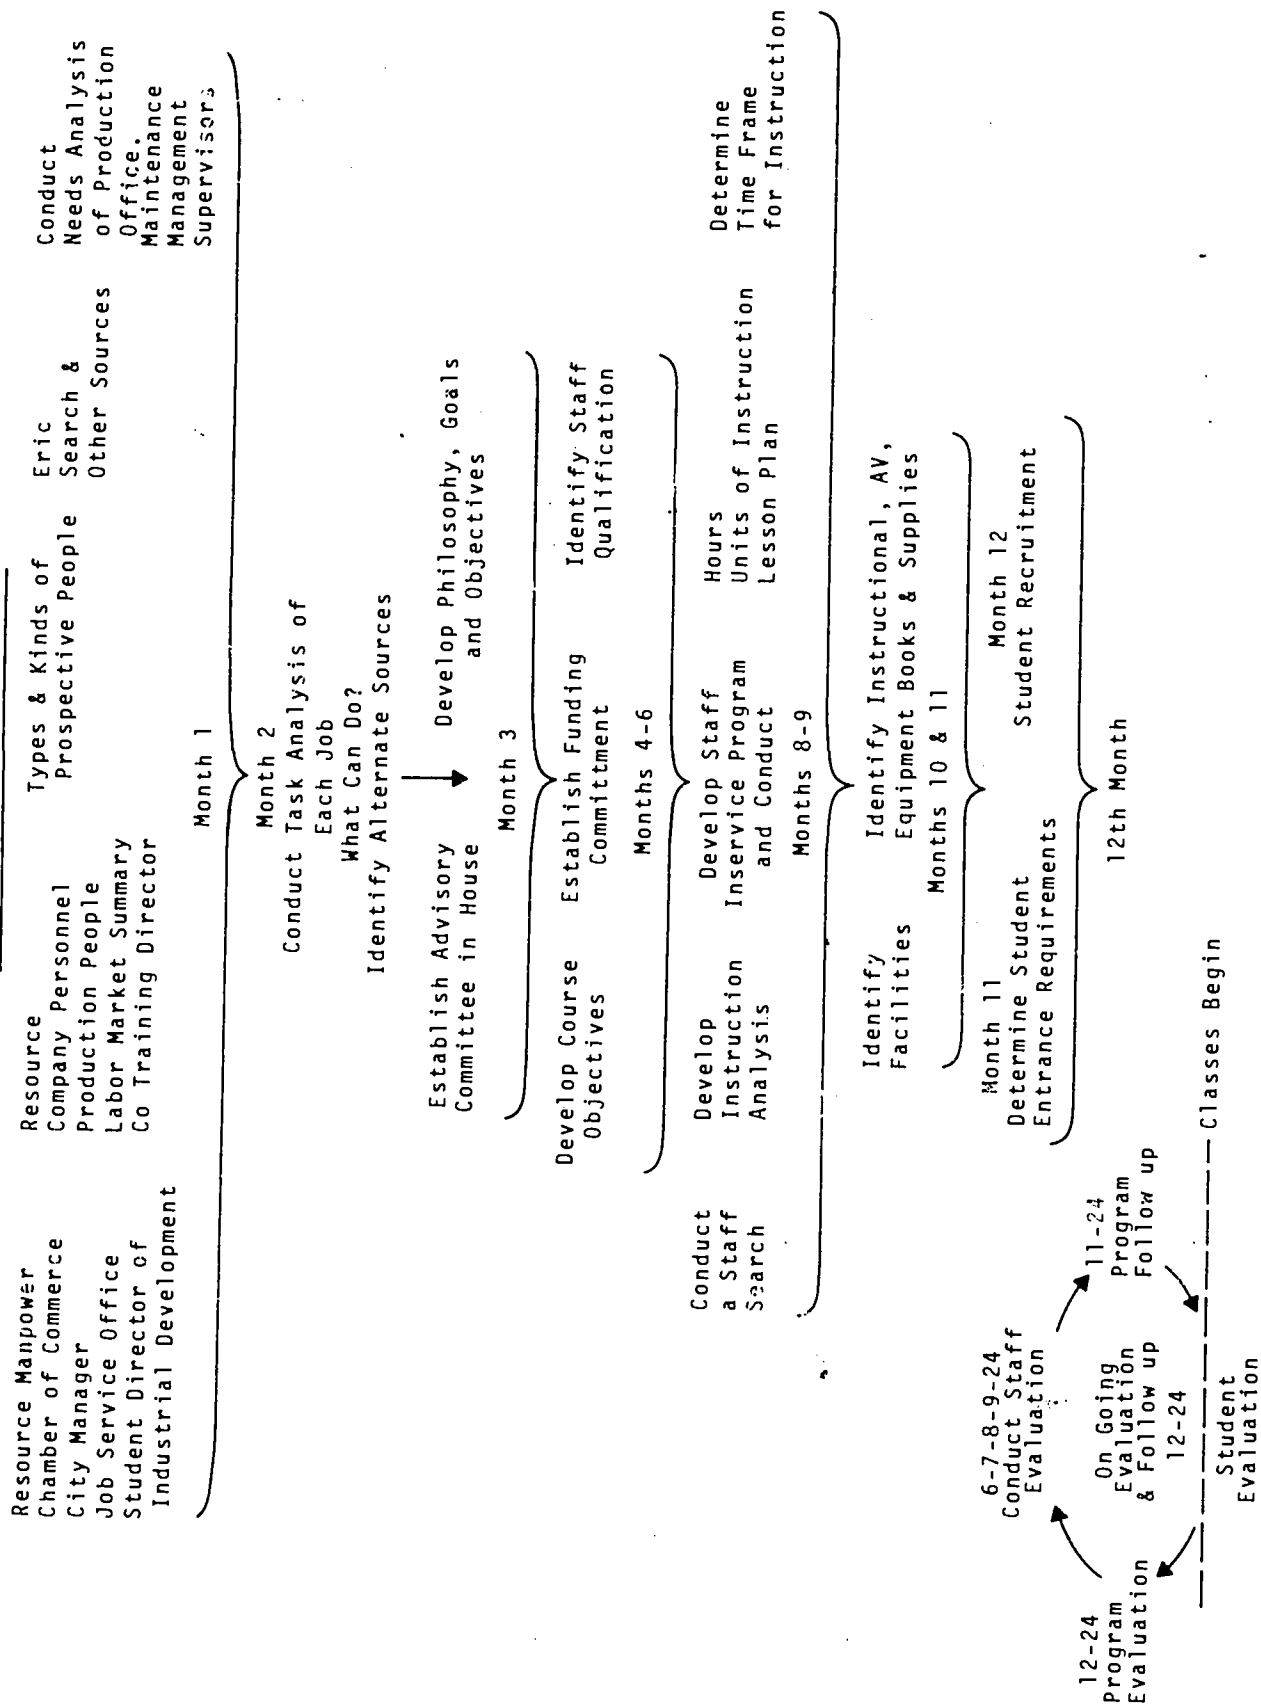 Resource Manpower
Chamber of Commerce
City Manager
Job Service Office
Student Director of
Industrial Development
Resource
Company Personnel
Production People
Labor Market Summary
Co Training Director
Types & Kinds of
Prospective People
Eric
Search &
Other Sources
Conduct
Needs Analysis
of Production
Office.
Maintenance
Management
Supervisors
Month 1
Month 2
Conduct Task Analysis of
Each Job
What Can Do?
Identify Alternate Sources
Establish Advisory
Committee in House
Develop Philosophy, Goals
and Objectives
Month 3
Develop Course
Objectives
Establish Funding
Committment
Identify Staff
Qualification
Months 4-6
Conduct
a Staff
Search
Develop
Instruction
Analysis
Develop Staff
Inservice Program
and Conduct
Hours
Units of Instruction
Lesson Plan
Determine
Time Frame
for Instruction
Months 8-9
Identify
Facilities
Identify Instructional, AV,
Equipment Books & Supplies
Months 10 & 11
Month 11
Determine Student
Entrance Requirements
Month 12
Student Recruitment
12th Month
6-7-8-9-24
Conduct Staff
Evaluation
11-24
Program
Follow up
12-24
Program
Evaluation
On Going
Evaluation
& Follow up
12-24
Classes Begin
Student
Evaluation